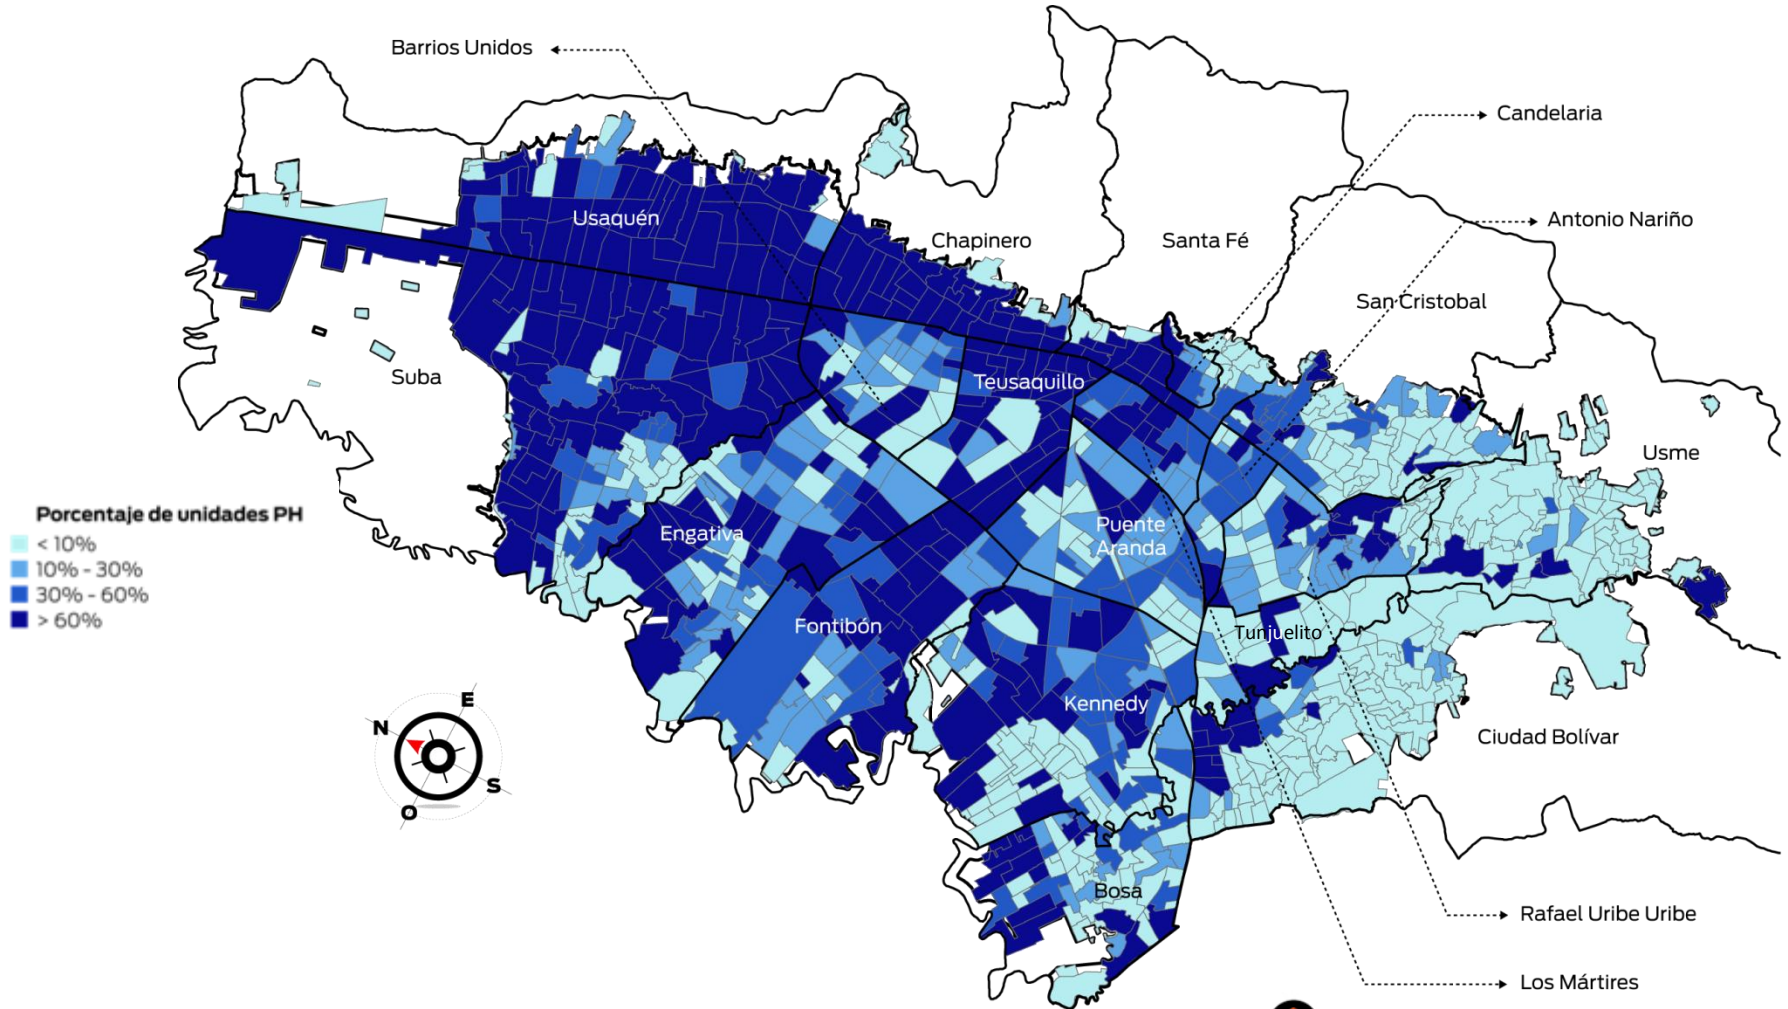 Barrios Unidos
Candelaria
Antonio Nariño
Usaquén
Chapinero
Santa Fé
San Cristobal
Suba
Teusaquillo
Usme
Porcentaje de unidades PH
< 10%
10% - 30%
30% - 60%
> 60%
Engativa
Puente
Aranda
Fontibón
Tunjuelito
Kennedy
Ciudad Bolívar
N
E
S
O
Bosa
Rafael Uribe Uribe
Los Mártires